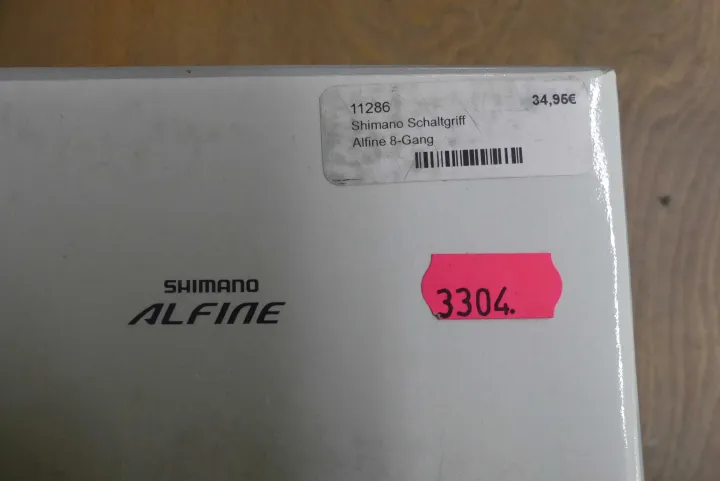 11286
34,95€
Shimano Schaltgriff
Alfine 8-Gang
SHIMANO
ALFINE
3304.